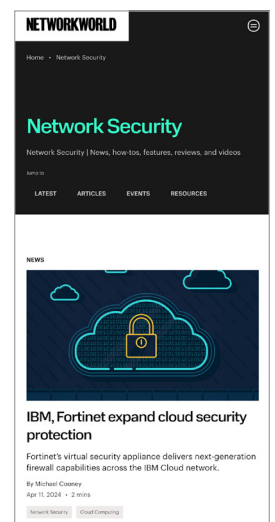 NETWORKWORLD
Home • Network Security
Network Security
Network Security | News, how-tos, features, reviews, and videos
Jump to
LATEST ARTICLES EVENTS RESOURCES
NEWS
IBM, Fortinet expand cloud security
protection
Fortinet's virtual security appliance delivers next-generation
firewall capabilities across the IBM Cloud network.
By Michael Cooney
Apr 11, 2024 • 2 mins
Network Security Cloud Computing